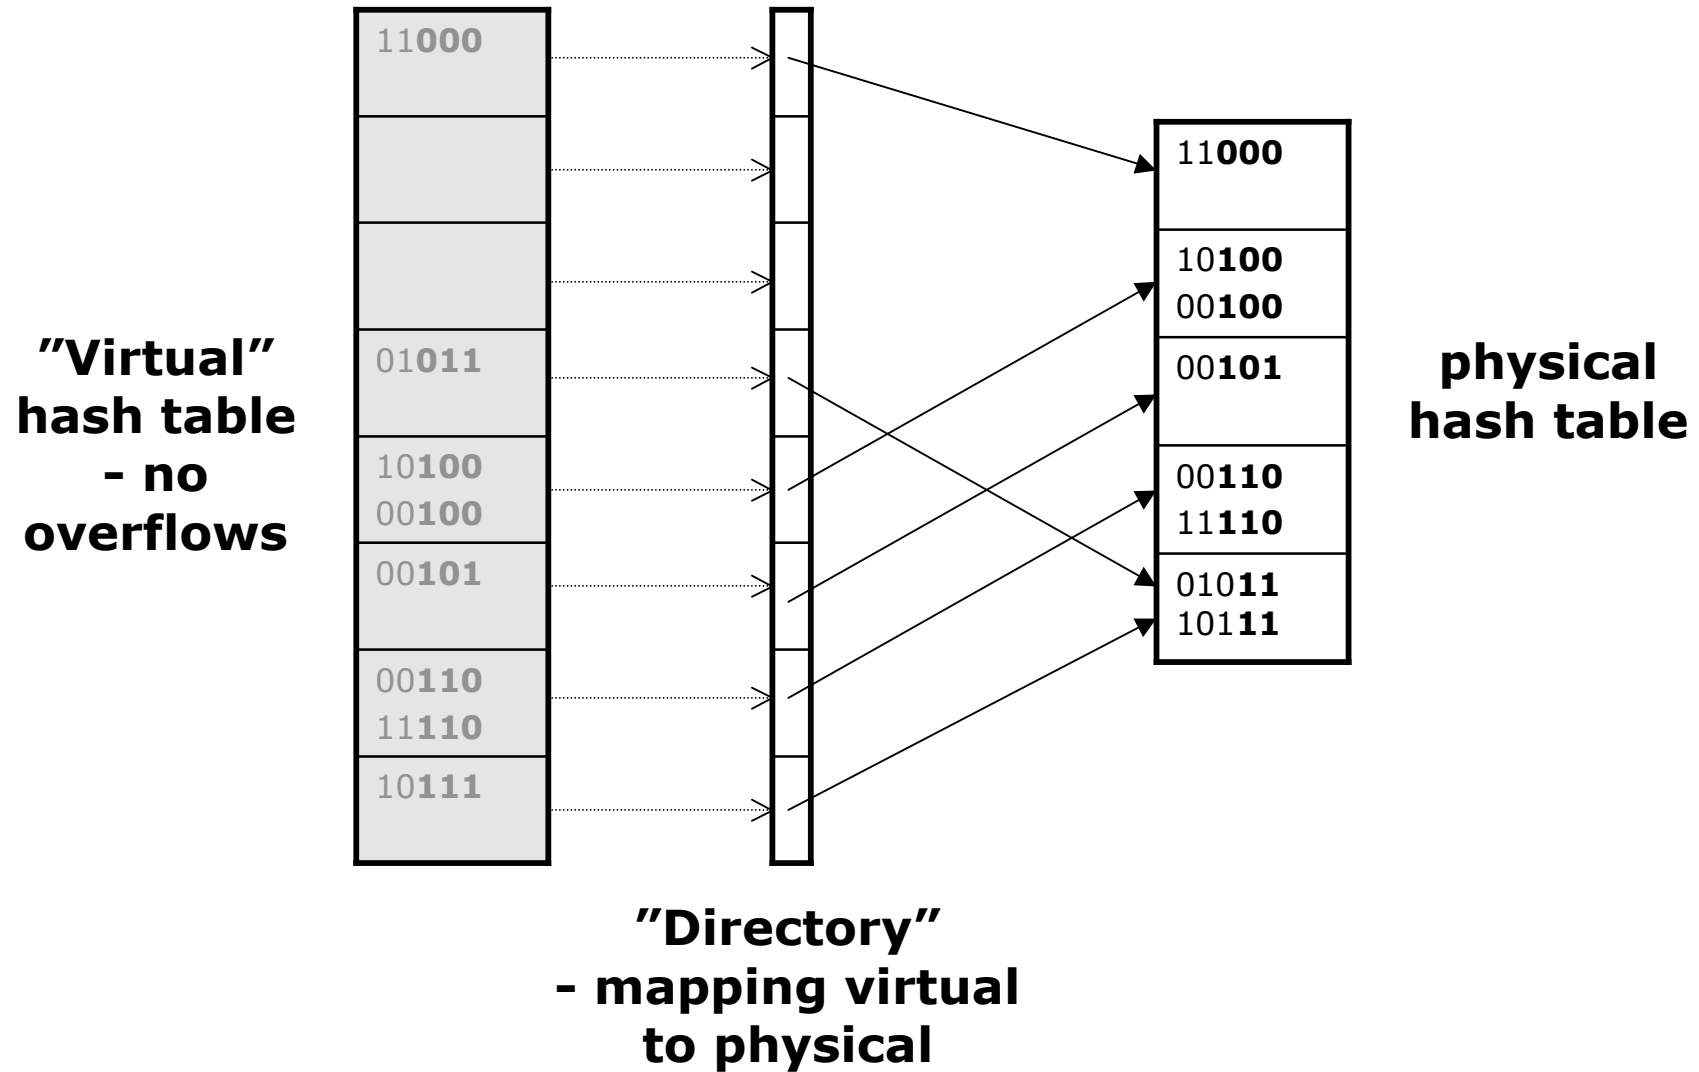 11000
01011
10100
00100
00101
00110
11110
10111
″Virtual″
hash table
- no
overflows
″Directory″
- mapping virtual
to physical
11000
10100
00100
00101
00110
11110
01011
10111
physical
hash table